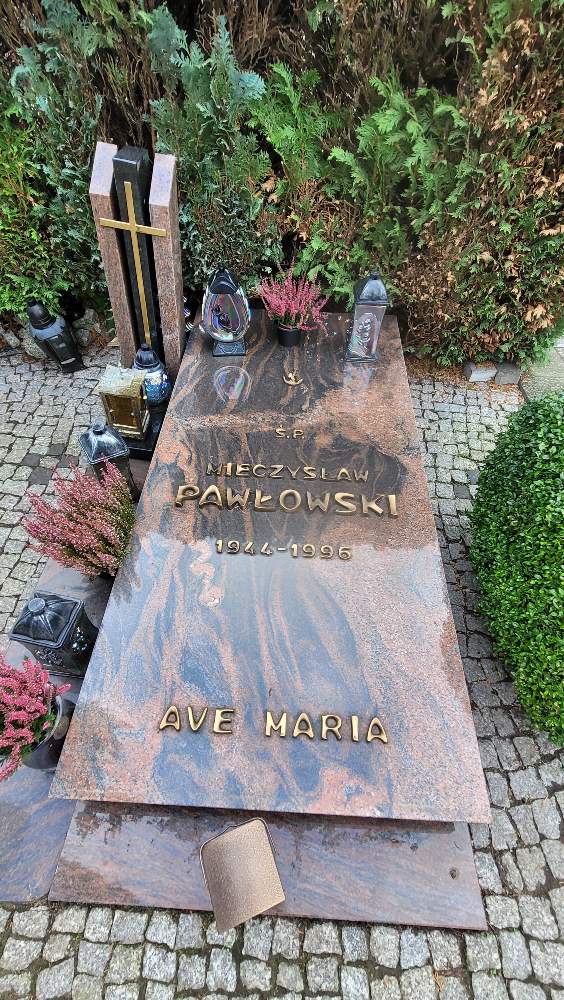 Ś.P.
MIECZYSŁAW
PAWŁOWSKI
1944-1996
AVE MARIA